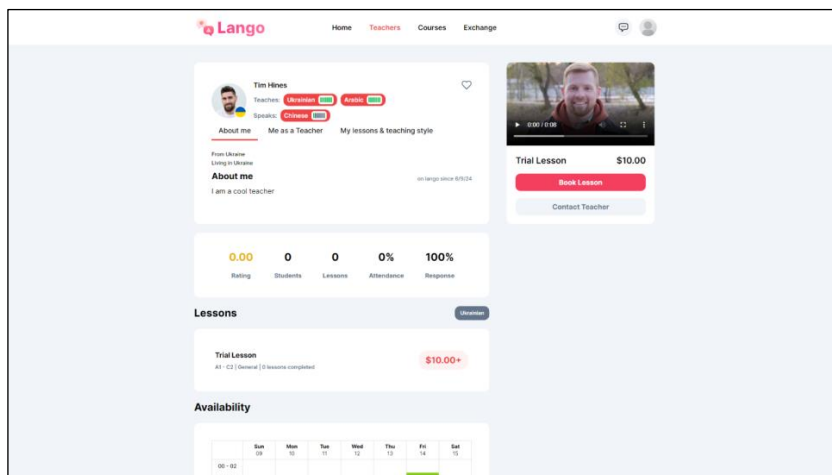 Lango
Home Teachers Courses Exchange
Tim Hines
Teaches: Ukrainian Arabic
Speaks: Chinese
About me Me as a Teacher My lessons & teaching style
From Ukraine
Living in Ukraine
About me
on lango since 6/9/24
I am a cool teacher
0:00 / 0:06
Trial Lesson $10.00
Book Lesson
Contact Teacher
0.00 0 0 0% 100%
Rating Students Lessons Attendance Response
Lessons Ukrainian
Trial Lesson
A1 - C2 | General | 0 lessons completed
$10.00+
Availability
Sun Mon Tue Wed Thu Fri Sat
09 10 11 12 13 14 15
00 - 02